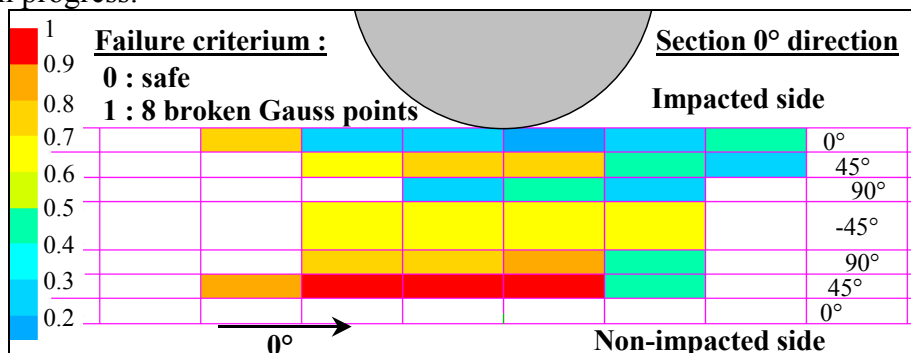 n progress.
1
0.9
0.8
0.7
0.6
0.5
0.4
0.3
0.2
Failure criterium :
0 : safe
1 : 8 broken Gauss points
Section 0° direction
Impacted side
0°
45°
90°
-45°
90°
45°
0°
0°
Non-impacted side